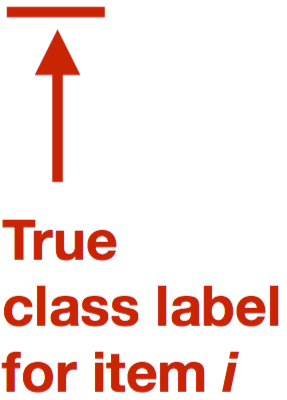 True
class label
for item i